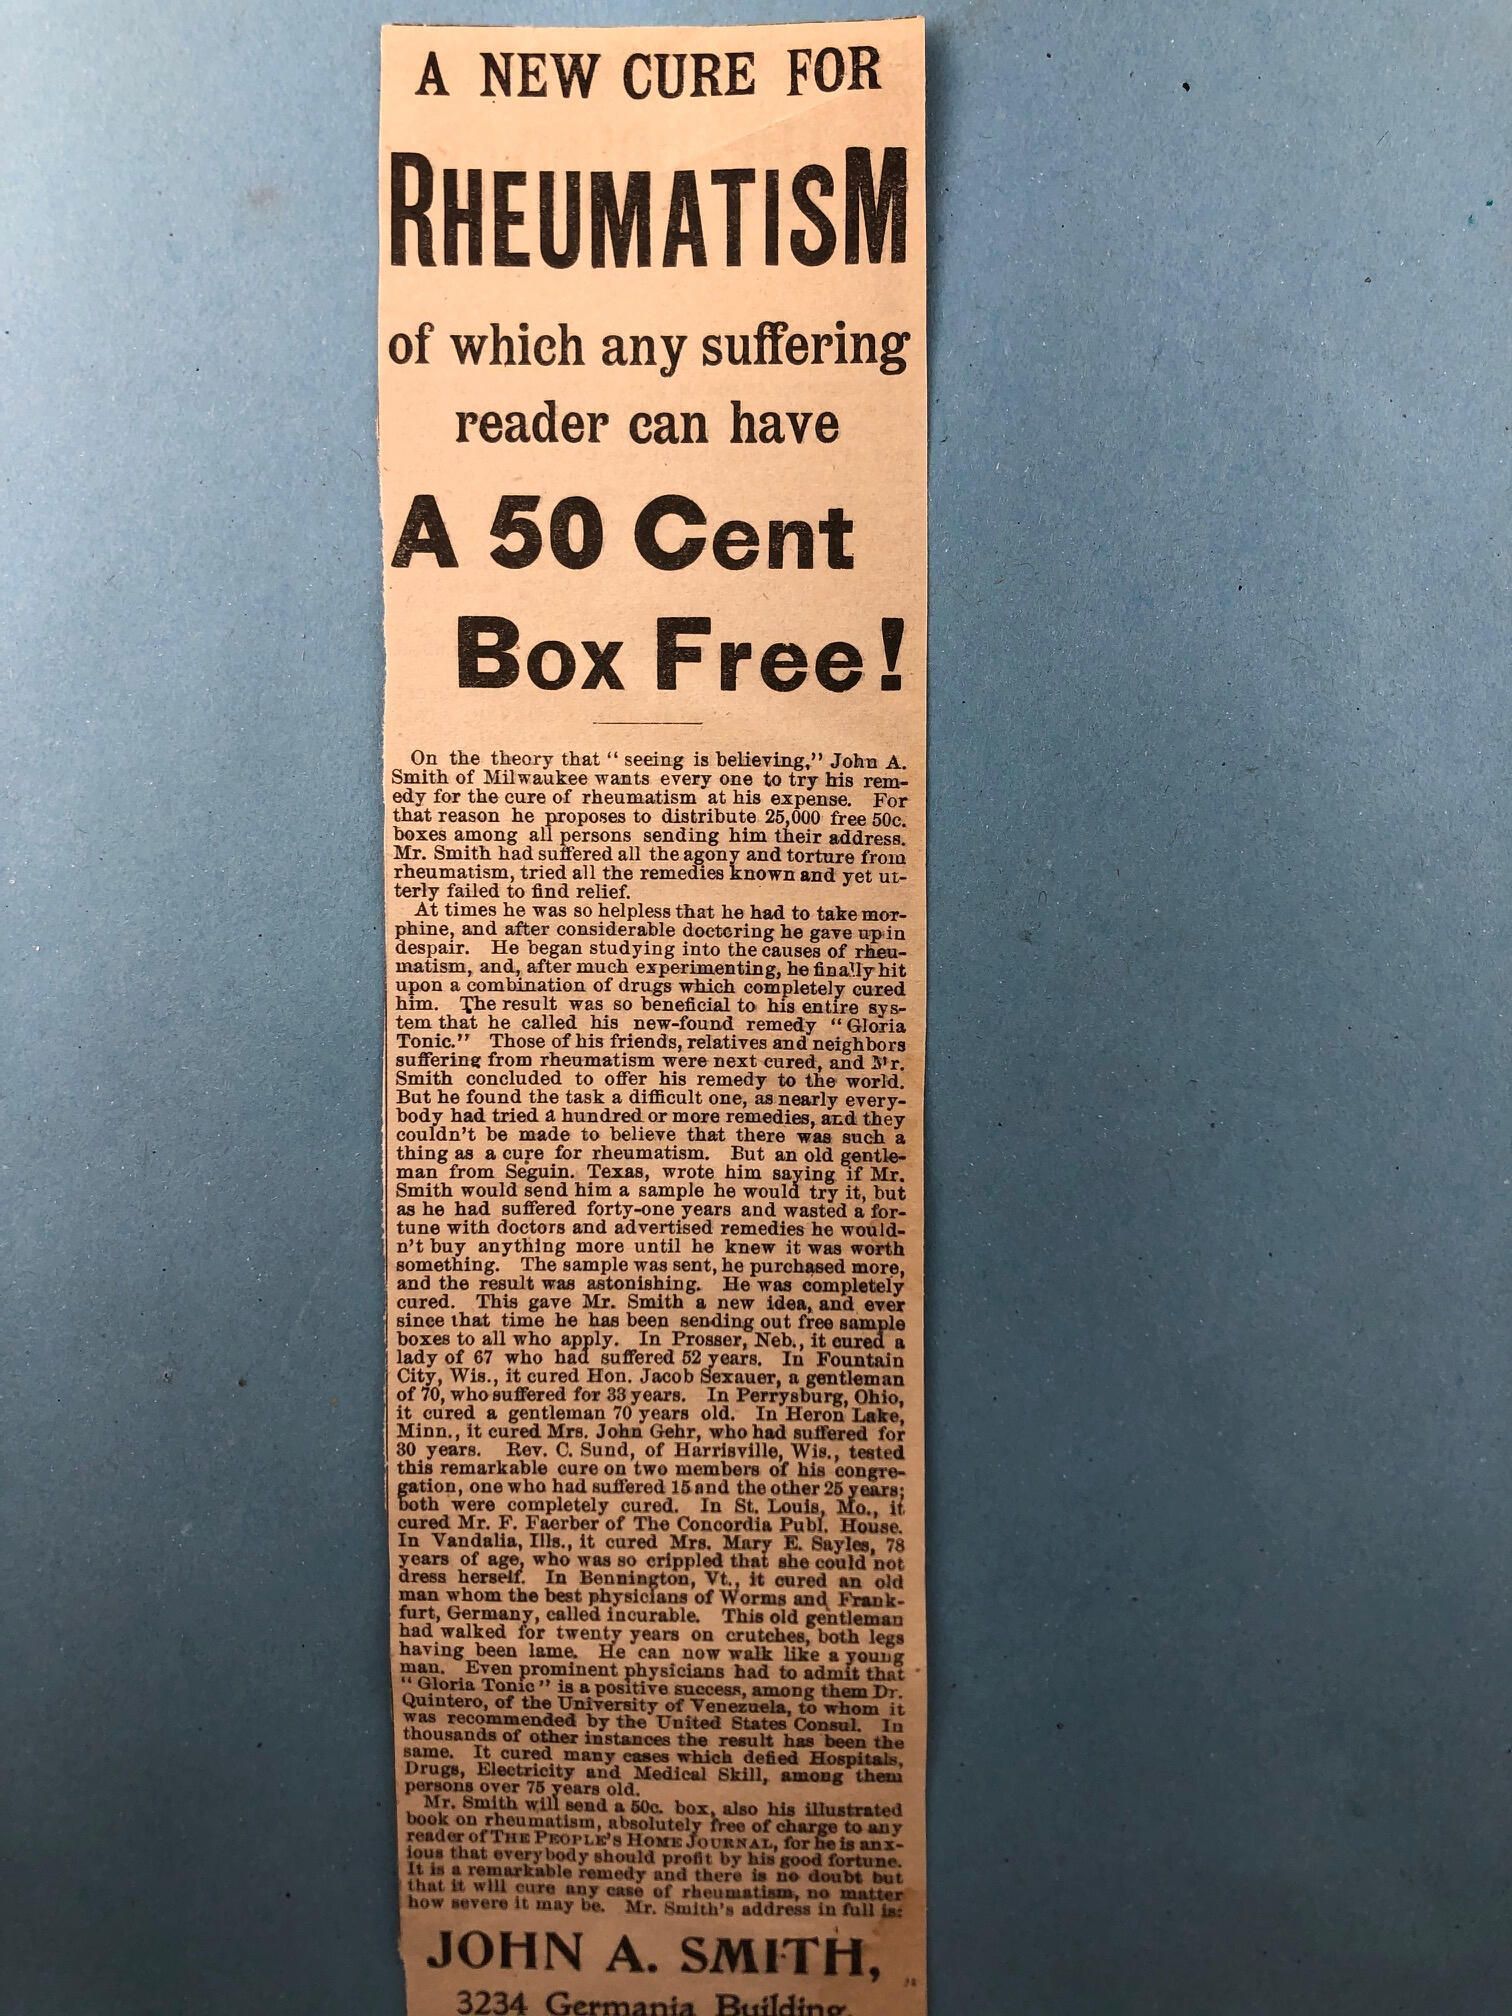 A NEW CURE FOR
RHEUMATISM
of which any suffering
reader can have
A 50 Cent
Box Free!
On the theory that “ seeing is believing,” John A.
Smith of Milwaukee wants every one to try his rem-
edy for the cure of rheumatism at his expense. For
that reason he proposes to distribute 25,000 free 50c.
boxes among all persons sending him their address.
Mr. Smith had suffered all the agony and torture from
rheumatism, tried all the remedies known and yet ut-
terly failed to find relief.
At times he was so helpless that he had to take mor-
phine, and after considerable doctoring he gave up in
despair. He began studying into the causes of rheu-
matism, and, after much experimenting, he finally hit
upon a combination of drugs which completely cured
him. The result was so beneficial to his entire sys-
tem that he called his new-found remedy “ Gloria
Tonic.” Those of his friends, relatives and neighbors
suffering from rheumatism were next cured, and Mr.
Smith concluded to offer his remedy to the world.
But he found the task a difficult one, as nearly every-
body had tried a hundred or more remedies, and they
couldn’t be made to believe that there was such a
thing as a cure for rheumatism. But an old gentle-
man from Seguin. Texas, wrote him saying if Mr.
Smith would send him a sample he would try it, but
as he had suffered forty-one years and wasted a for-
tune with doctors and advertised remedies he would-
n’t buy anything more until he knew it was worth
something. The sample was sent, he purchased more,
and the result was astonishing. He was completely
cured. This gave Mr. Smith a new idea, and ever
since that time he has been sending out free sample
boxes to all who apply. In Prosser, Neb., it cured a
lady of 67 who had suffered 52 years. In Fountain
City, Wis., it cured Hon. Jacob Sexauer, a gentleman
of 70, who suffered for 33 years. In Perrysburg, Ohio,
it cured a gentleman 70 years old. In Heron Lake,
Minn., it cured Mrs. John Gehr, who had suffered for
30 years. Rev. C. Sund, of Harrisville, Wis., tested
this remarkable cure on two members of his congre-
gation, one who had suffered 15 and the other 25 years;
both were completely cured. In St. Louis, Mo., it
cured Mr. F. Faerber of The Concordia Publ. House.
In Vandalia, Ills., it cured Mrs. Mary E. Sayles, 78
years of age, who was so crippled that she could not
dress herself. In Bennington, Vt., it cured an old
man whom the best physicians of Worms and Frank-
furt, Germany, called incurable. This old gentleman
had walked for twenty years on crutches, both legs
having been lame. He can now walk like a young
man. Even prominent physicians had to admit that
“ Gloria Tonic ” is a positive success, among them Dr.
Quintero, of the University of Venezuela, to whom it
was recommended by the United States Consul. In
thousands of other instances the result has been the
same. It cured many cases which defied Hospitals,
Drugs, Electricity and Medical Skill, among them
persons over 75 years old.
Mr. Smith will send a 50c. box, also his illustrated
book on rheumatism, absolutely free of charge to any
reader of THE PEOPLE’S HOME JOURNAL, for he is anx-
ious that everybody should profit by his good fortune.
It is a remarkable remedy and there is no doubt but
that it will cure any case of rheumatism, no matter
how severe it may be. Mr. Smith’s address in full is:
JOHN A. SMITH,
3234 Germania Building,